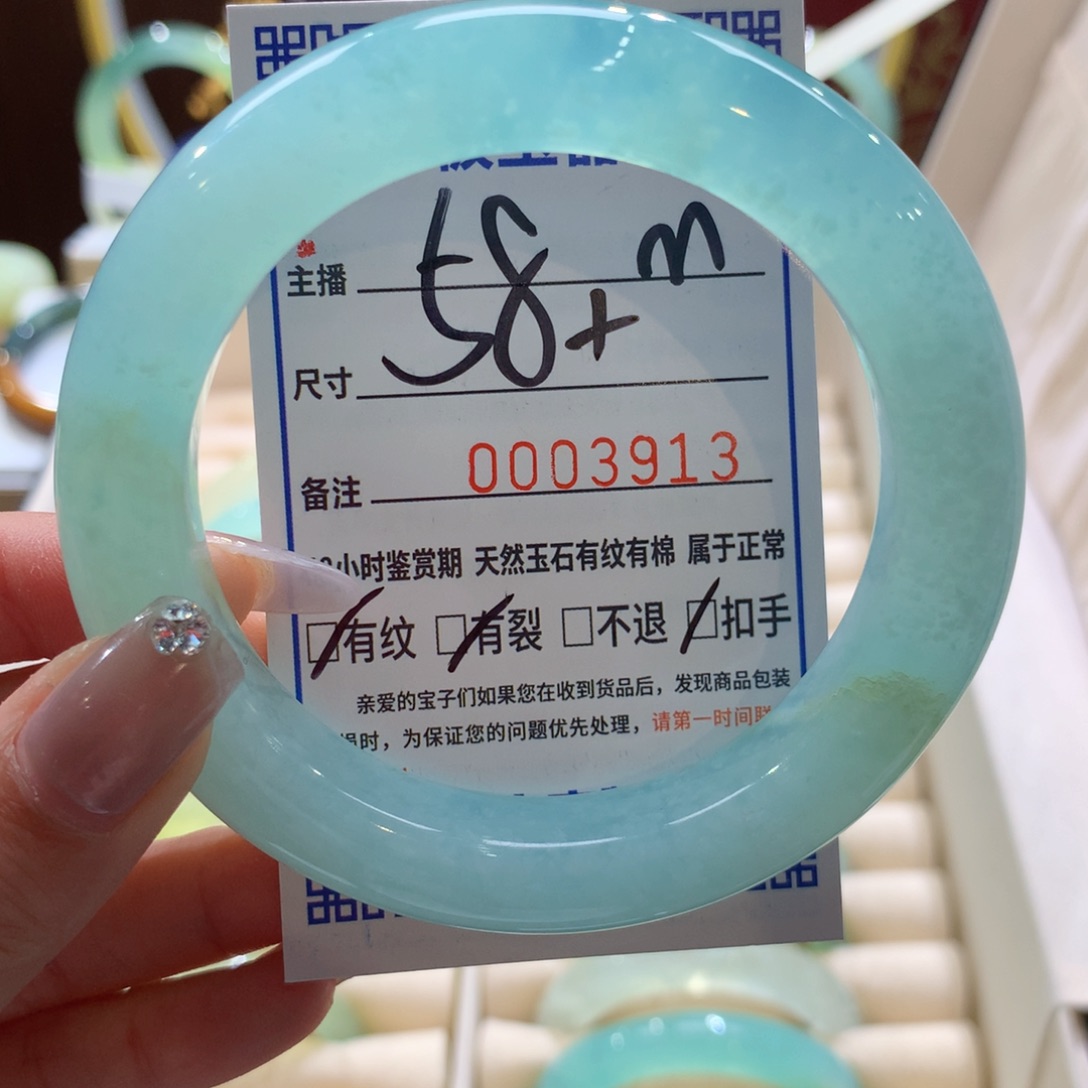 主播
58+ m
尺寸
备注 0003913
小时鉴赏期 天然玉石有纹有棉 属于正常
□有纹 □有裂 □不退 □扣手
亲爱的宝子们如果您在收到货品后，发现商品包装
损时，为保证您的问题优先处理，请第一时间联